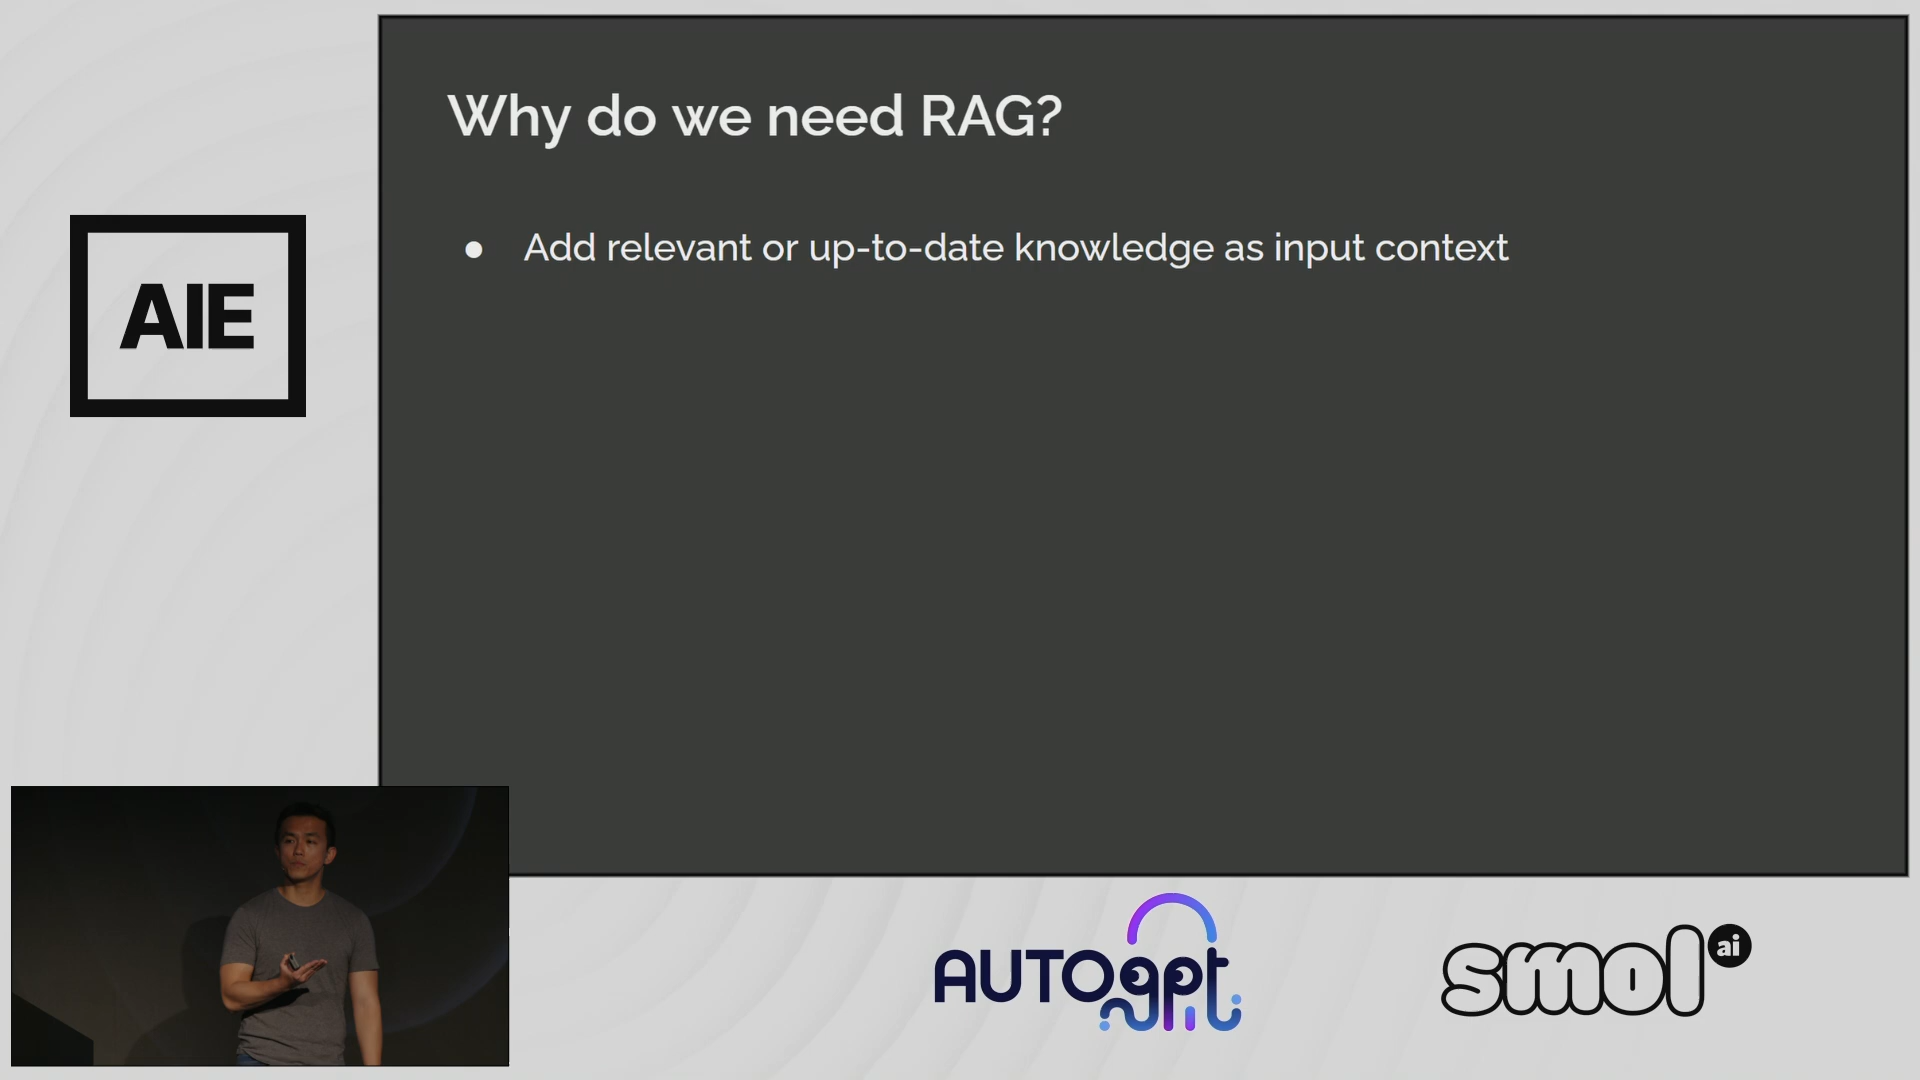 Why do we need RAG?
● Add relevant or up-to-date knowledge as input context
AIE
AUTOgpt
smol ai